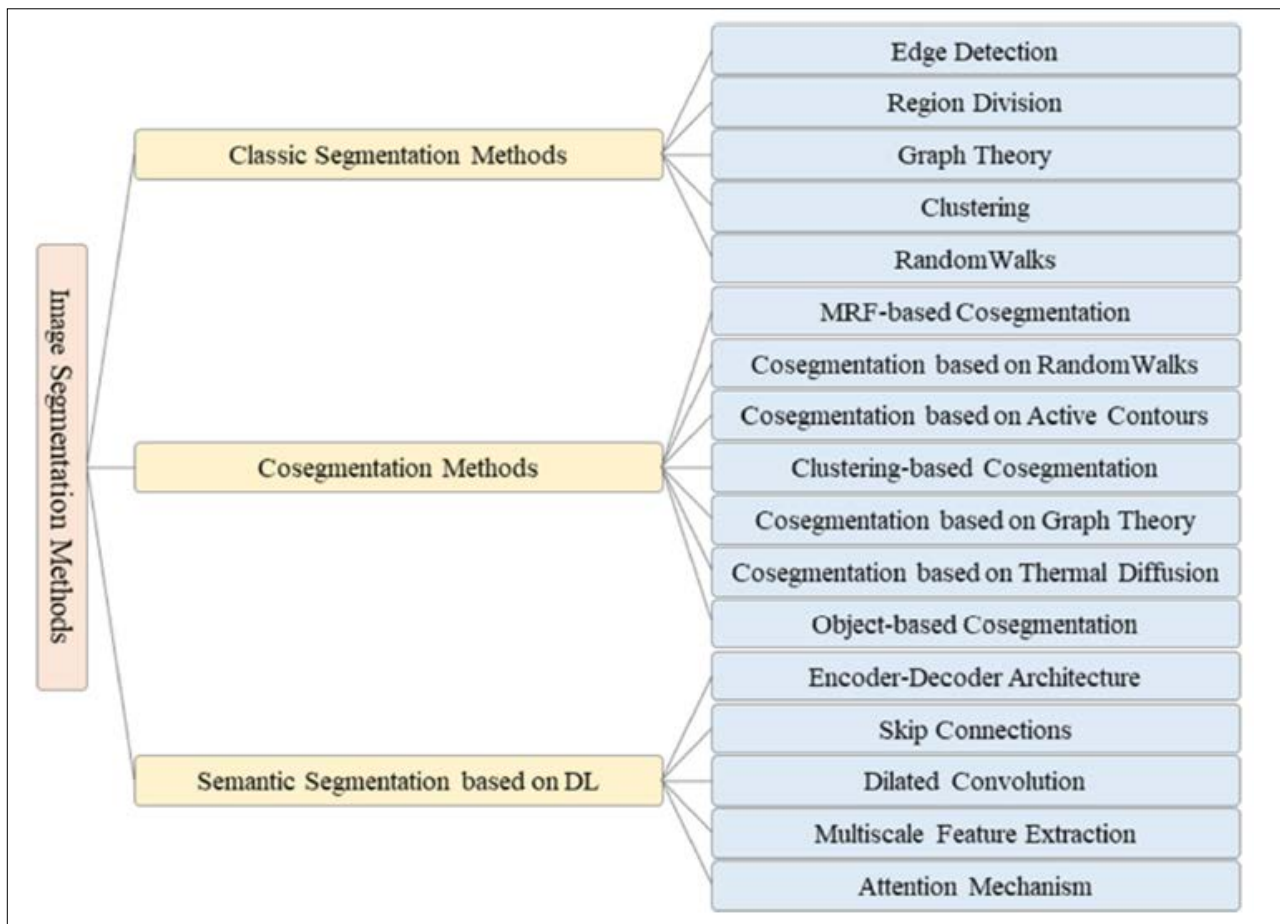 Image Segmentation Methods
Classic Segmentation Methods
Edge Detection
Region Division
Graph Theory
Clustering
RandomWalks
Cosegmentation Methods
MRF-based Cosegmentation
Cosegmentation based on RandomWalks
Cosegmentation based on Active Contours
Clustering-based Cosegmentation
Cosegmentation based on Graph Theory
Cosegmentation based on Thermal Diffusion
Object-based Cosegmentation
Semantic Segmentation based on DL
Encoder-Decoder Architecture
Skip Connections
Dilated Convolution
Multiscale Feature Extraction
Attention Mechanism